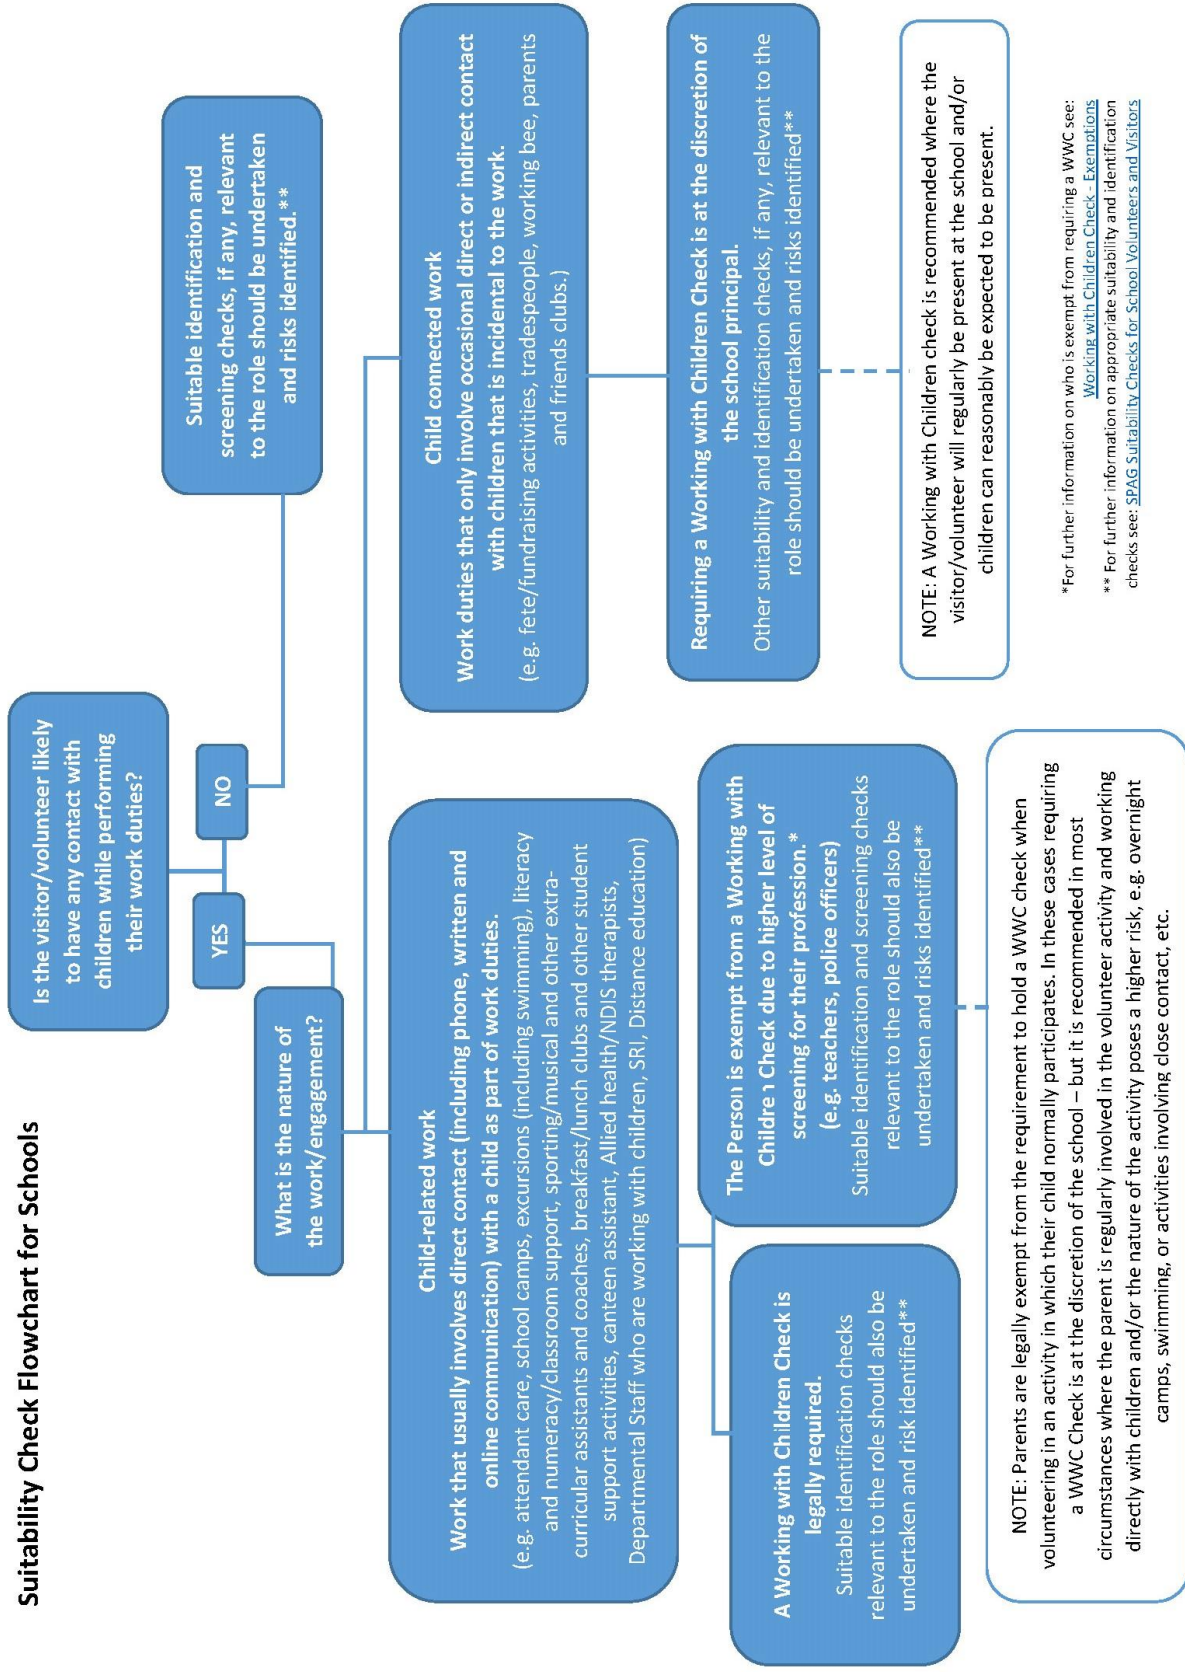 Suitability Check Flowchart for Schools
Is the visitor/volunteer likely
to have any contact with
children while performing
their work duties?
YES
NO
Suitable identification and
screening checks, if any, relevant
to the role should be undertaken
and risks identified.**
What is the nature of
the work/engagement?
Child-related work
Work that usually involves direct contact (including phone, written and
online communication) with a child as part of work duties.
(e.g. attendant care, school camps, excursions (including swimming), literacy
and numeracy/classroom support, sporting/musical and other extra-
curricular assistants and coaches, breakfast/lunch clubs and other student
support activities, canteen assistant, Allied health/NDIS therapists,
Departmental Staff who are working with children, SRI, Distance education)
Child connected work
Work duties that only involve occasional direct or indirect contact
with children that is incidental to the work.
(e.g. fete/fundraising activities, tradespeople, working bee, parents
and friends clubs.)
A Working with Children Check is
legally required.
Suitable identification checks
relevant to the role should also be
undertaken and risk identified**
The Person is exempt from a Working with
Children Check due to higher level of
screening for their profession.*
(e.g. teachers, police officers)
Suitable identification and screening checks
relevant to the role should also be
undertaken and risks identified**
Requiring a Working with Children Check is at the discretion of
the school principal.
Other suitability and identification checks, if any, relevant to the
role should be undertaken and risks identified**
NOTE: Parents are legally exempt from the requirement to hold a WWC check when
volunteering in an activity in which their child normally participates. In these cases requiring
a WWC Check is at the discretion of the school – but it is recommended in most
circumstances where the parent is regularly involved in the volunteer activity and working
directly with children and/or the nature of the activity poses a higher risk, e.g. overnight
camps, swimming, or activities involving close contact, etc.
NOTE: A Working with Children check is recommended where the
visitor/volunteer will regularly be present at the school and/or
children can reasonably be expected to be present.
*For further information on who is exempt from requiring a WWC see:
Working with Children Check - Exemptions
** For further information on appropriate suitability and identification
checks see: SPAG Suitability Checks for School Volunteers and Visitors